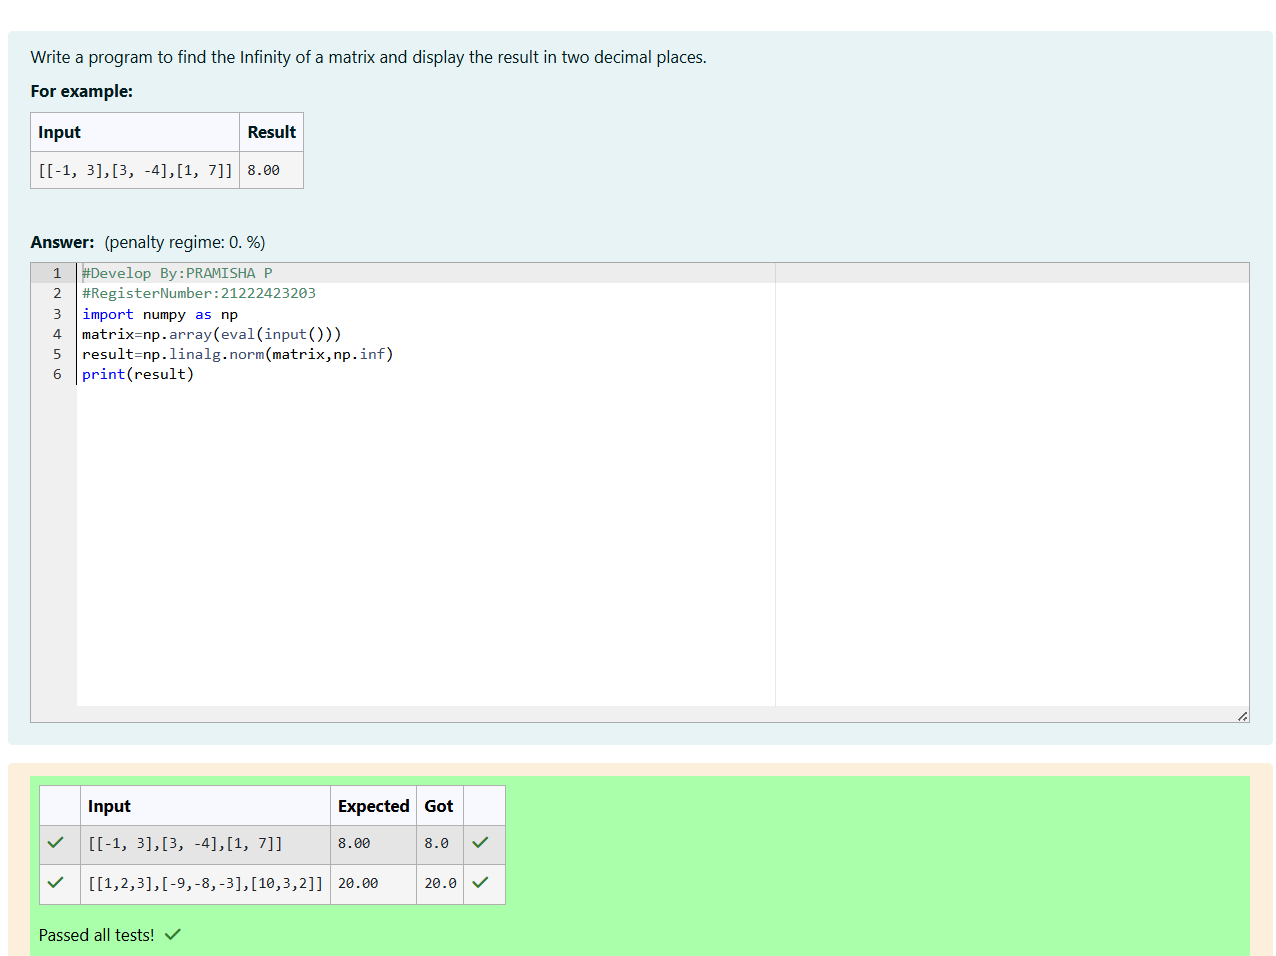 Write a program to find the Infinity of a matrix and display the result in two decimal places.
For example:
Input Result
[[-1, 3],[3, -4],[1, 7]] 8.00
Answer: (penalty regime: 0. %)
1 #Develop By:PRAMISHA P
2 #RegisterNumber:21222423203
3 import numpy as np
4 matrix=np.array(eval(input()))
5 result=np.linalg.norm(matrix,np.inf)
6 print(result)
Input Expected Got
[[-1, 3],[3, -4],[1, 7]] 8.00 8.0
[[1,2,3],[-9,-8,-3],[10,3,2]] 20.00 20.0
Passed all tests!